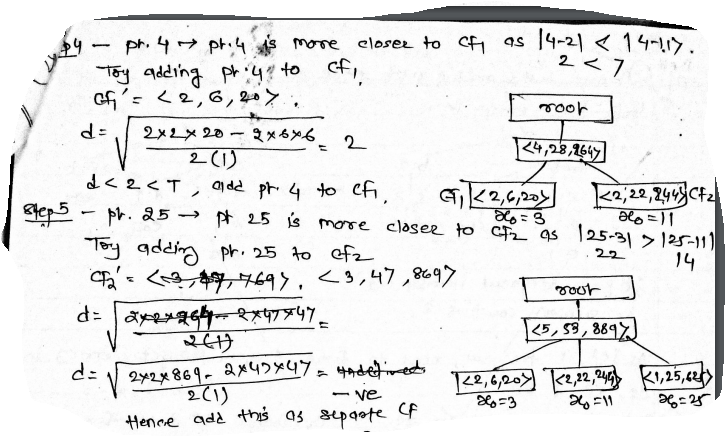 p4 — pt. 4 → pt. 4 is more closer to CF1 as |4-2| < |4-11|.
2 < 7
Try adding pt. 4 to CF1,
CF1' = <2, 6, 20>.
d = √ 2×2×20 - 2×6×6 = 2
2(1)
d < 2 < T, add pt. 4 to CF1.
root
<4,28,264>
CF1 <2,6,20> <2,22,244> CF2
x0=3 x0=11
Step 5 — pt. 25 → pt 25 is more closer to CF2 as |25-3| > |25-11|
22 14
Try adding pt. 25 to CF2
CF2' = <3, 47, 769>. <3, 47, 869>
d = √ 2×2×269 - 2×47×47 =
2(1)
d = √ 2×2×869 - 2×47×47 = undefined
2(1) -ve
Hence add this as separate CF
root
<5, 53, 889>
<2,6,20> <2,22,244> <1,25,625>
x0=3 x0=11 x0=25